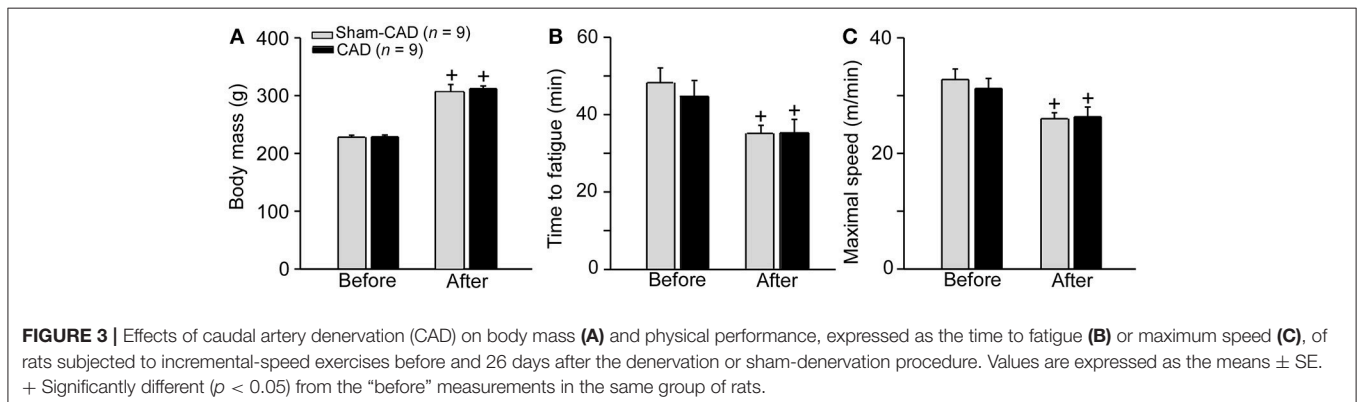 A
Sham-CAD (n = 9)
CAD (n = 9)
Body mass (g)
400
300
200
100
0
+ +
Before After
B
Time to fatigue (min)
60
40
20
0
+ +
Before After
C
Maximal speed (m/min)
40
20
0
+ +
Before After
FIGURE 3 | Effects of caudal artery denervation (CAD) on body mass (A) and physical performance, expressed as the time to fatigue (B) or maximum speed (C), of
rats subjected to incremental-speed exercises before and 26 days after the denervation or sham-denervation procedure. Values are expressed as the means ± SE.
+ Significantly different (p < 0.05) from the “before” measurements in the same group of rats.